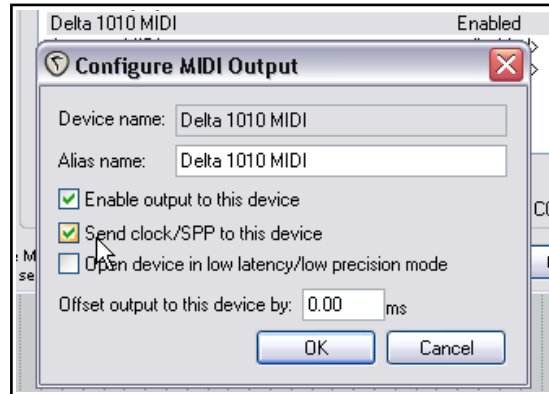 Delta 1010 MIDI Enabled
Configure MIDI Output
Device name: Delta 1010 MIDI
Alias name: Delta 1010 MIDI
Enable output to this device
Send clock/SPP to this device
Open device in low latency/low precision mode
Offset output to this device by: 0.00 ms
OK Cancel